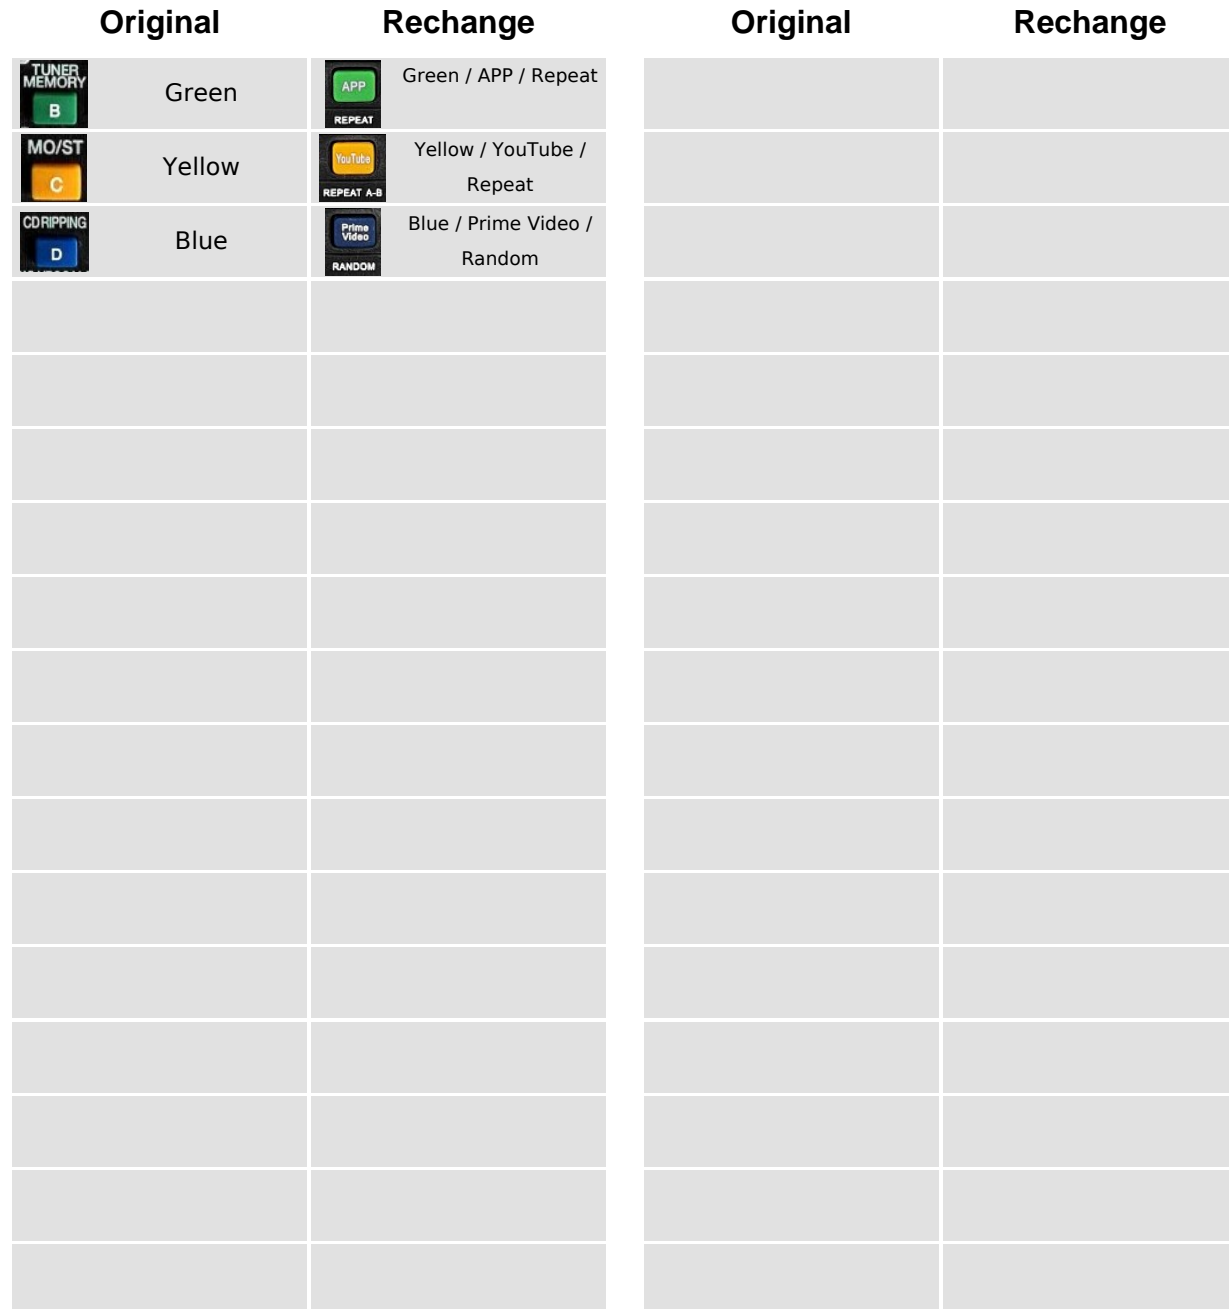 Original Rechange Original Rechange
TUNER
MEMORY
B
Green
APP
REPEAT
Green / APP / Repeat
MO/ST
C
Yellow
YouTube
REPEAT A-B
Yellow / YouTube /
Repeat
CD RIPPING
D
Blue
Prime
Video
RANDOM
Blue / Prime Video /
Random